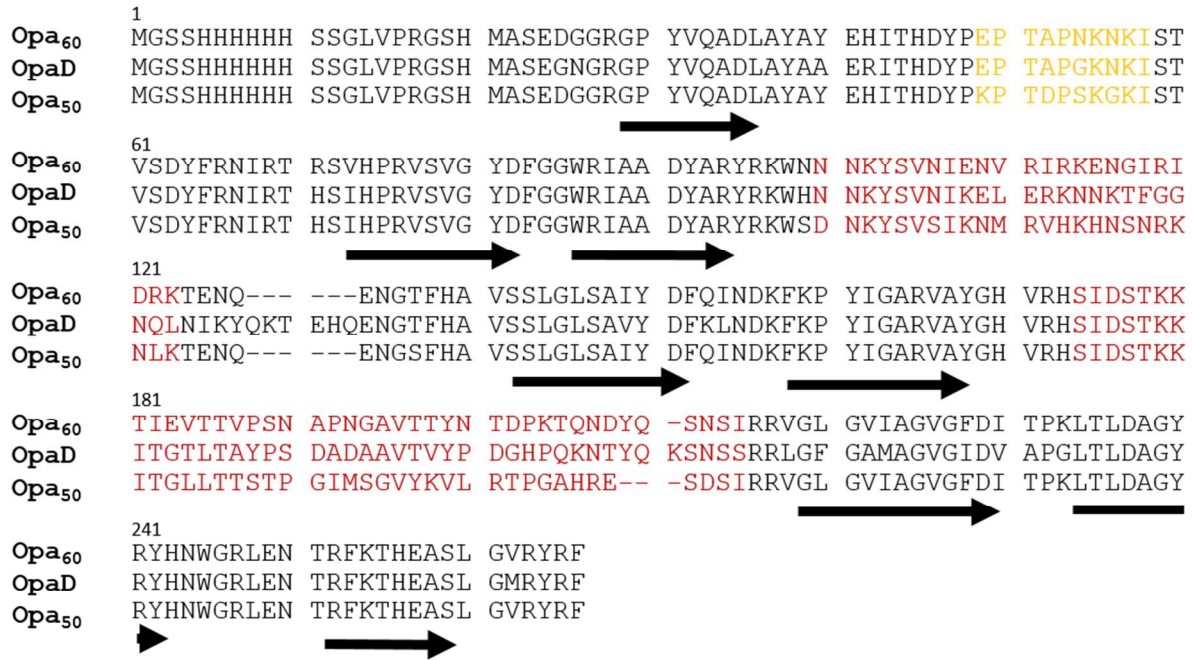 1
Opa60 MGSSHHHHHH SSGLVPRGSH MASEDGGRGP YVQADLAYAY EHITHDYPEP TAPNKNKIST
OpaD MGSSHHHHHH SSGLVPRGSH MASEGNGRGP YVQADLAYAA ERITHDYPEP TAPGKNKIST
Opa50 MGSSHHHHHH SSGLVPRGSH MASEDGGRGP YVQADLAYAY EHITHDYPKP TDPSKGKIST
61
Opa60 VSDYFRNIRT RSVHPRVSVG YDFGGWRIAA DYARYRKWNN NKYSVNIENV RIRKENGIRI
OpaD VSDYFRNIRT HSIHPRVSVG YDFGGWRIAA DYARYRKWHN NKYSVNIKEL ERKNNKTFGG
Opa50 VSDYFRNIRT HSIHPRVSVG YDFGGWRIAA DYARYRKWSD NKYSVSIKNM RVHKHNSNRK
121
Opa60 DRKTENQ--- ---ENGTFHA VSSLGLSAIY DFQINDKFKP YIGARVAYGH VRHSIDSTKK
OpaD NQLNIKYQKT EHQENGTFHA VSSLGLSAVY DFKLNDKFKP YIGARVAYGH VRHSIDSTKK
Opa50 NLKTENQ--- ---ENGSFHA VSSLGLSAIY DFQINDKFKP YIGARVAYGH VRHSIDSTKK
181
Opa60 TIEVTTVPSN APNGAVTTYN TDPKTQNDYQ -SNSIRRVGL GVIAGVGFDI TPKLTLDAGY
OpaD ITGTLTAYPS DADAAVTVYP DGHPQKNTYQ KSNSSRRLGF GAMAGVGIDV APGLTLDAGY
Opa50 ITGLLTTSTP GIMSGVYKVL RTPGAHRE-- -SDSIRRVGL GVIAGVGFDI TPKLTLDAGY
241
Opa60 RYHNWGRLEN TRFKTHEASL GVRYRF
OpaD RYHNWGRLEN TRFKTHEASL GMRYRF
Opa50 RYHNWGRLEN TRFKTHEASL GVRYRF